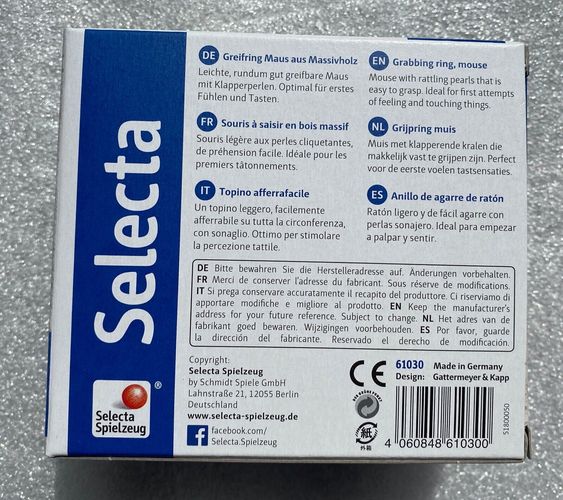 Selecta
Selecta
Spielzeug
®
DE Greifring Maus aus Massivholz
Leichte, rundum gut greifbare Maus
mit Klapperperlen. Optimal für erstes
Fühlen und Tasten.
EN Grabbing ring, mouse
Mouse with rattling pearls that is
easy to grasp. Ideal for first attempts
of feeling and touching things.
FR Souris à saisir en bois massif
Souris légère aux perles cliquetantes,
de préhension facile. Idéale pour les
premiers tâtonnements.
NL Grijpring muis
Muis met klapperende kralen die
makkelijk vast te grijpen zijn. Perfect
voor de eerste voelen tastsensaties.
IT Topino afferrafacile
Un topino leggero, facilmente
afferrabile su tutta la circonferenza,
con sonaglio. Ottimo per stimolare
la percezione tattile.
ES Anillo de agarre de ratón
Ratón ligero y de fácil agarre con
perlas sonajero. Ideal para empezar
a palpar y sentir.
DE Bitte bewahren Sie die Herstelleradresse auf. Änderungen vorbehalten.
FR Merci de conserver l'adresse du fabricant. Sous réserve de modifications.
IT Si prega conservare accuratamente il recapito del produttore. Ci riserviamo di
apportare modifiche e migliore al prodotto. EN Keep the manufacturer's
address for your future reference. Subject to change. NL Het adres van de
fabrikant goed bewaren. Wijzigingen voorbehouden. ES Por favor, guarde
la dirección del fabricante. Reservado el derecho de modificación.
Copyright:
Selecta Spielzeug
by Schmidt Spiele GmbH
Lahnstraße 21, 12055 Berlin
Deutschland
www.selecta-spielzeug.de
f facebook.com/
Selecta.Spielzeug
CE
紙
外箱
61030 Made in Germany
Design: Gattermeyer & Kapp
4 060848 610300
51800050